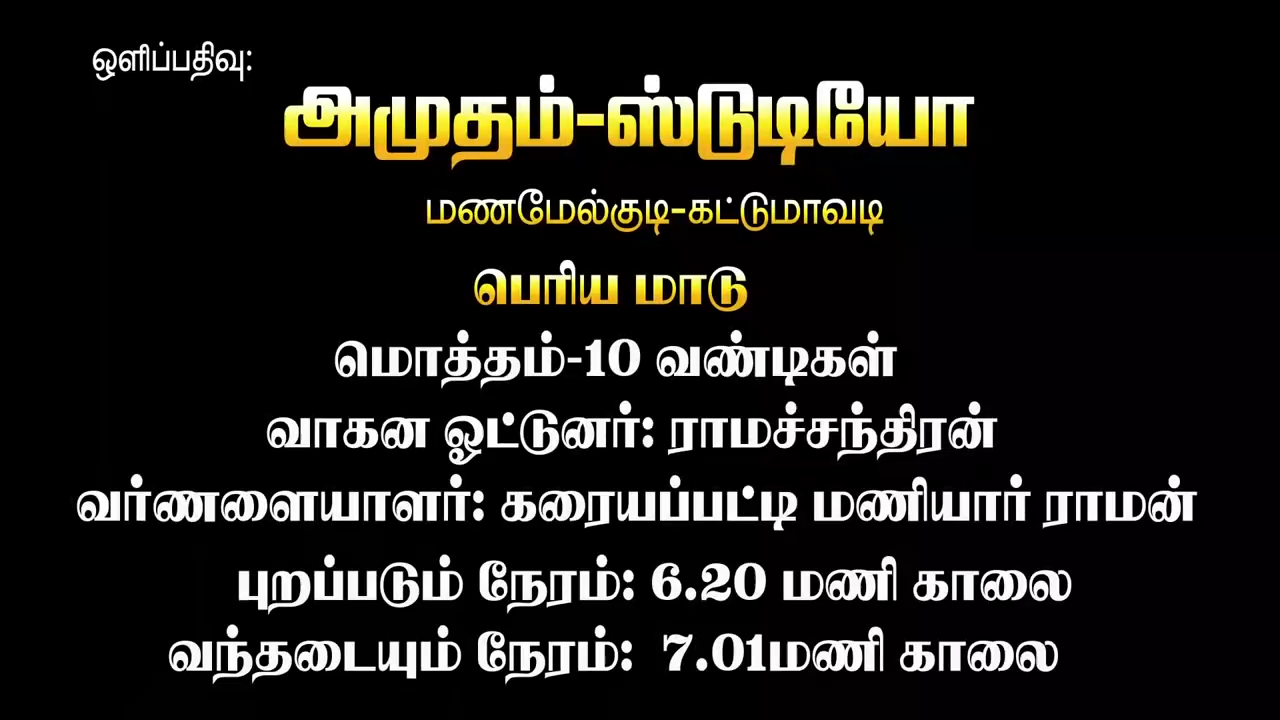 ஒளிப்பதிவு:
அமுதம்-ஸ்டுடியோ
மணமேல்குடி-கட்டுமாவடி
பெரிய மாடு
மொத்தம்-10 வண்டிகள்
வாகன ஓட்டுனர்: ராமச்சந்திரன்
வர்ணளையாளர்: கரையப்பட்டி மணியார் ராமன்
புறப்படும் நேரம்: 6.20 மணி காலை
வந்தடையும் நேரம்: 7.01மணி காலை